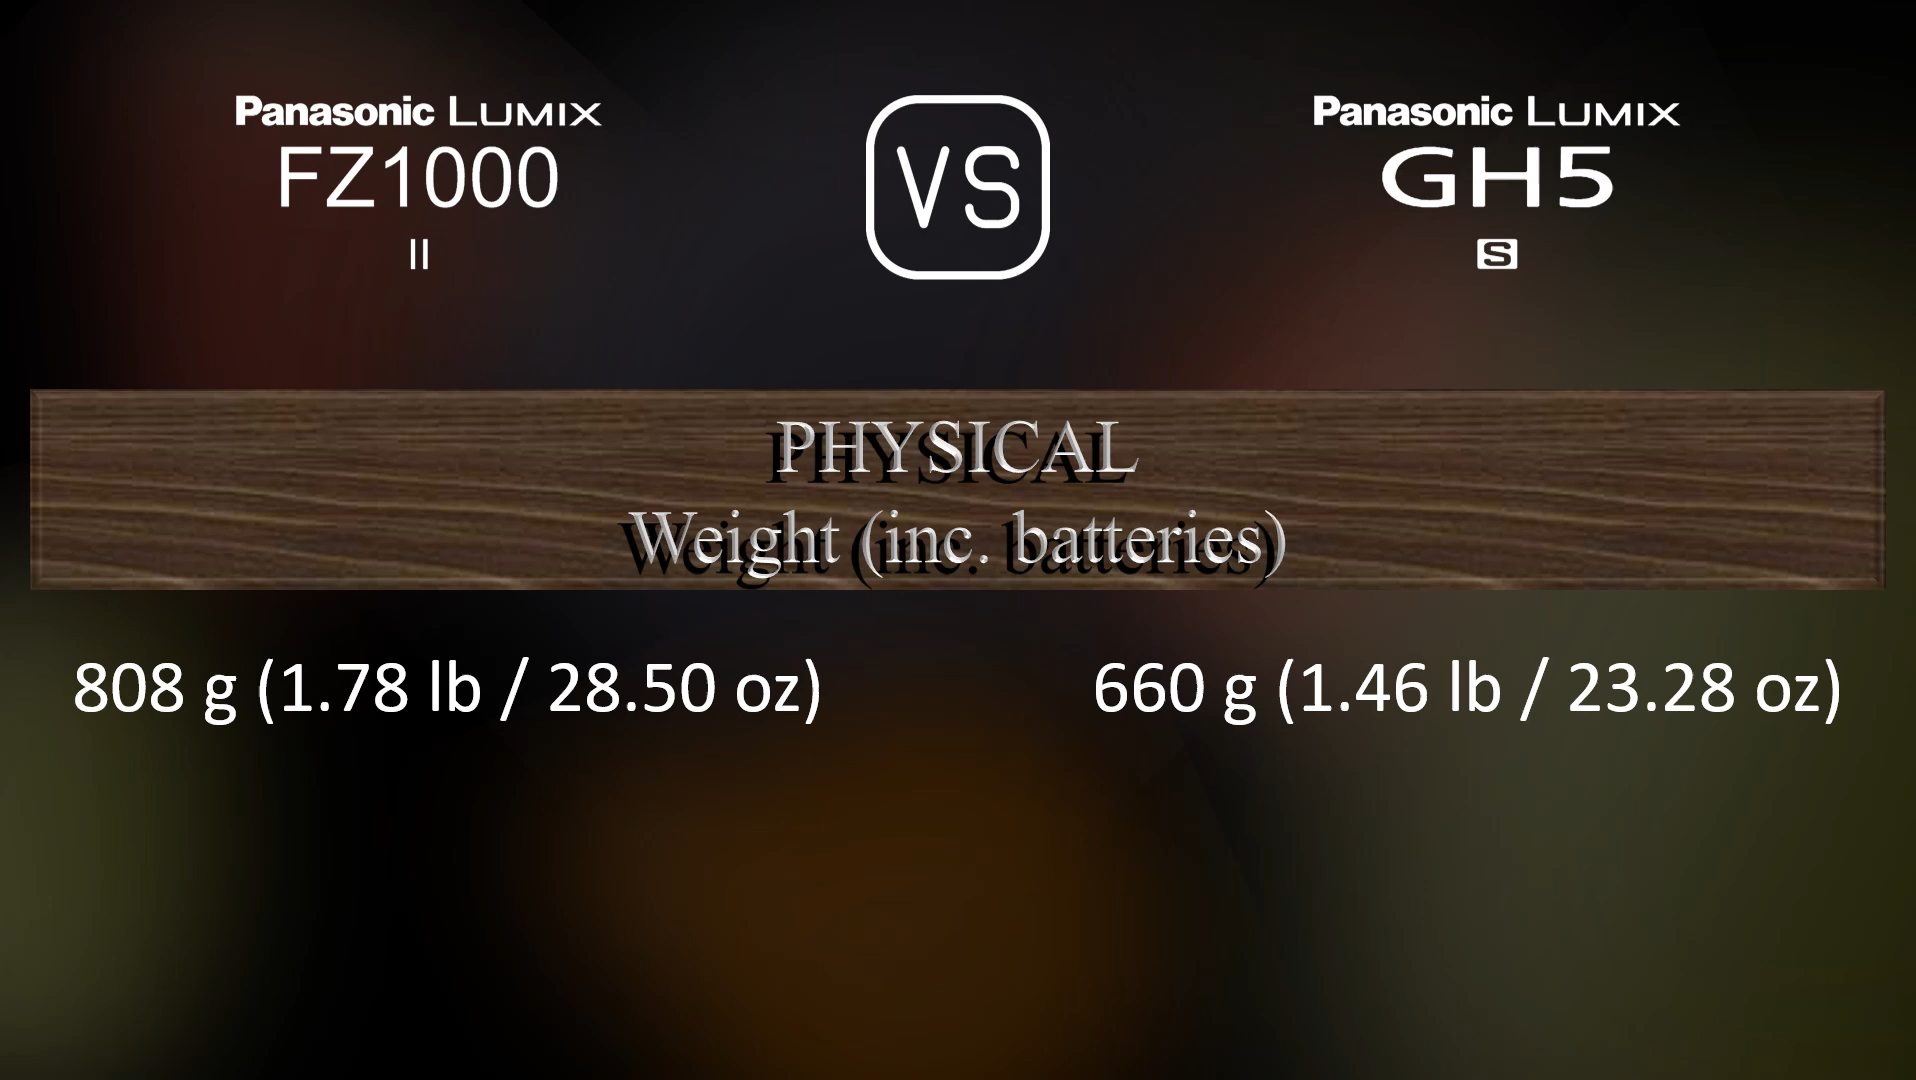 Panasonic LUMIX
FZ1000
II
VS
Panasonic LUMIX
GH5
S
PHYSICAL
Weight (inc. batteries)
808 g (1.78 lb / 28.50 oz)
660 g (1.46 lb / 23.28 oz)